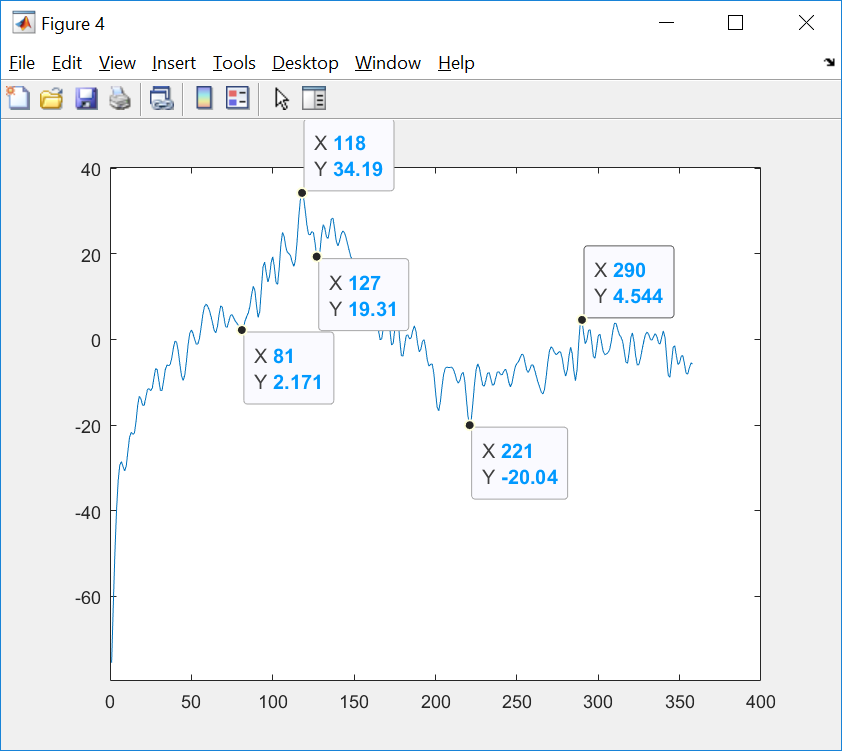 Figure 4
File Edit View Insert Tools Desktop Window Help
X 118
Y 34.19
X 127
Y 19.31
X 290
Y 4.544
X 81
Y 2.171
X 221
Y -20.04
40
20
0
-20
-40
-60
0 50 100 150 200 250 300 350 400